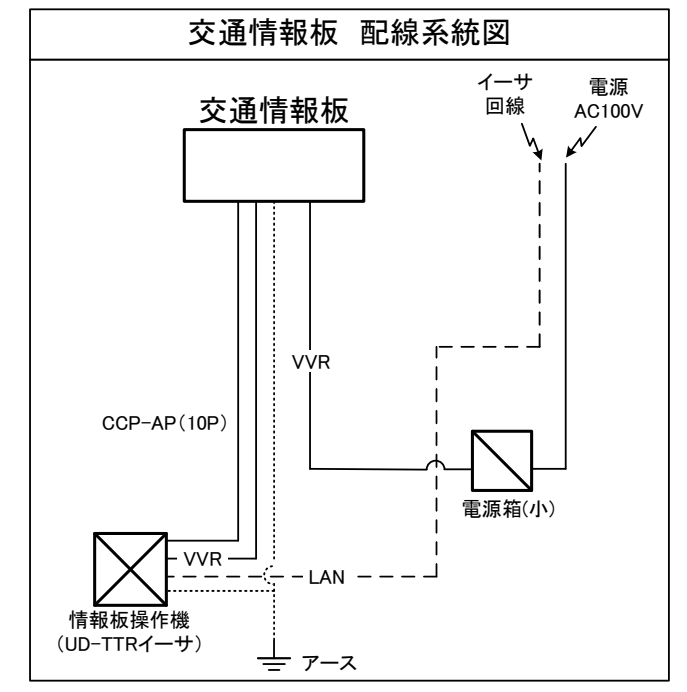 交通情報板 配線系統図
イーサ
回線
電源
AC100V
交通情報板
VVR
CCP-AP(10P)
電源箱(小)
VVR
LAN
情報板操作機
(UD-TTRイーサ)
アース